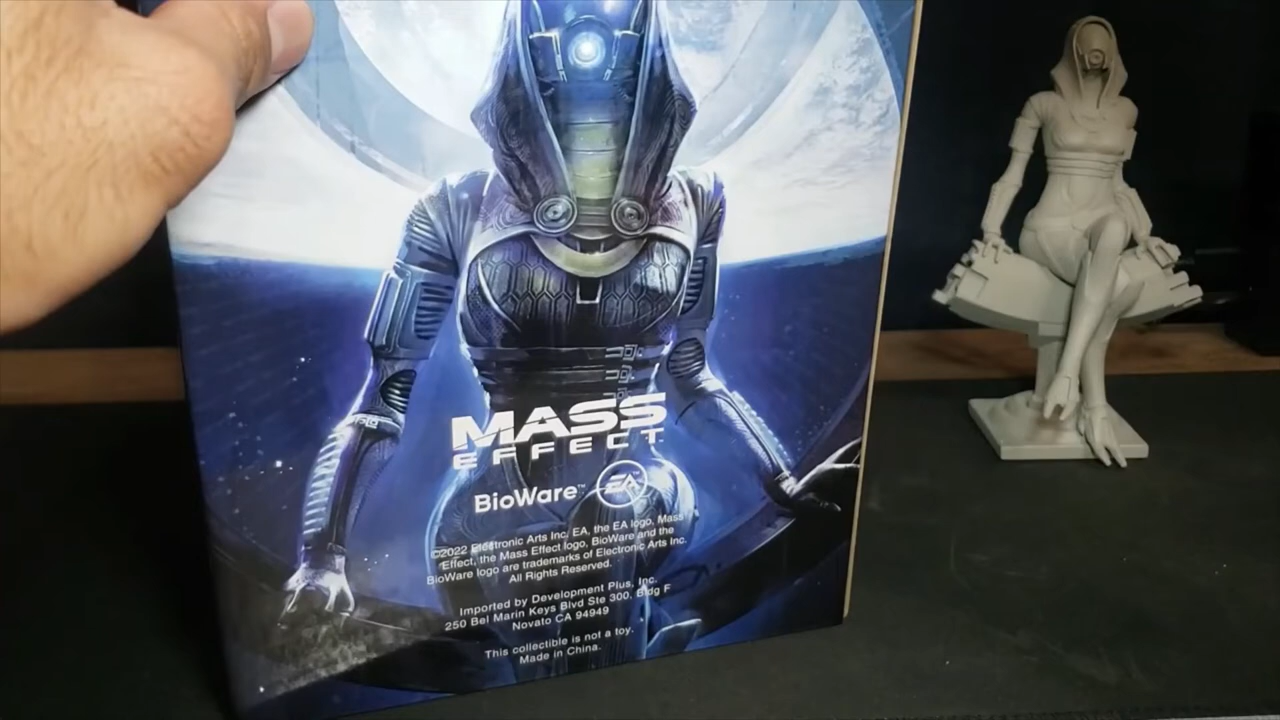 MASS
EFFECT
BioWare™ EA™
©2022 Electronic Arts Inc. EA, the EA logo, Mass
Effect, the Mass Effect logo, BioWare and the
BioWare logo are trademarks of Electronic Arts Inc.
All Rights Reserved.
Imported by Development Plus, Inc.
250 Bel Marin Keys Blvd Ste 300, Bldg F
Novato CA 94949
This collectible is not a toy.
Made in China.